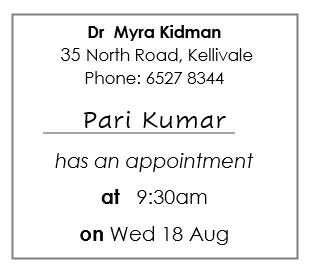 Dr Myra Kidman
35 North Road, Kellivale
Phone: 6527 8344
Pari Kumar
has an appointment
at 9:30am
on Wed 18 Aug